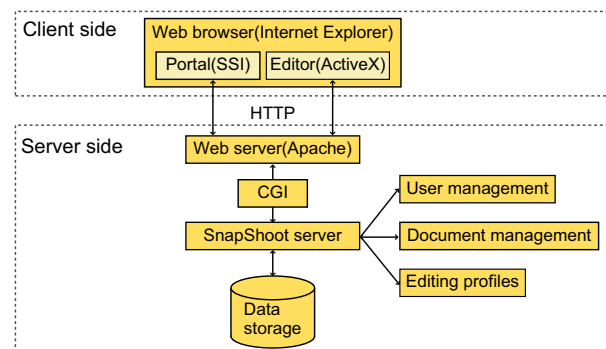 Client side
Web browser(Internet Explorer)
Portal(SSI)
Editor(ActiveX)
HTTP
Server side
Web server(Apache)
CGI
User management
SnapShoot server
Document management
Editing profiles
Data
storage